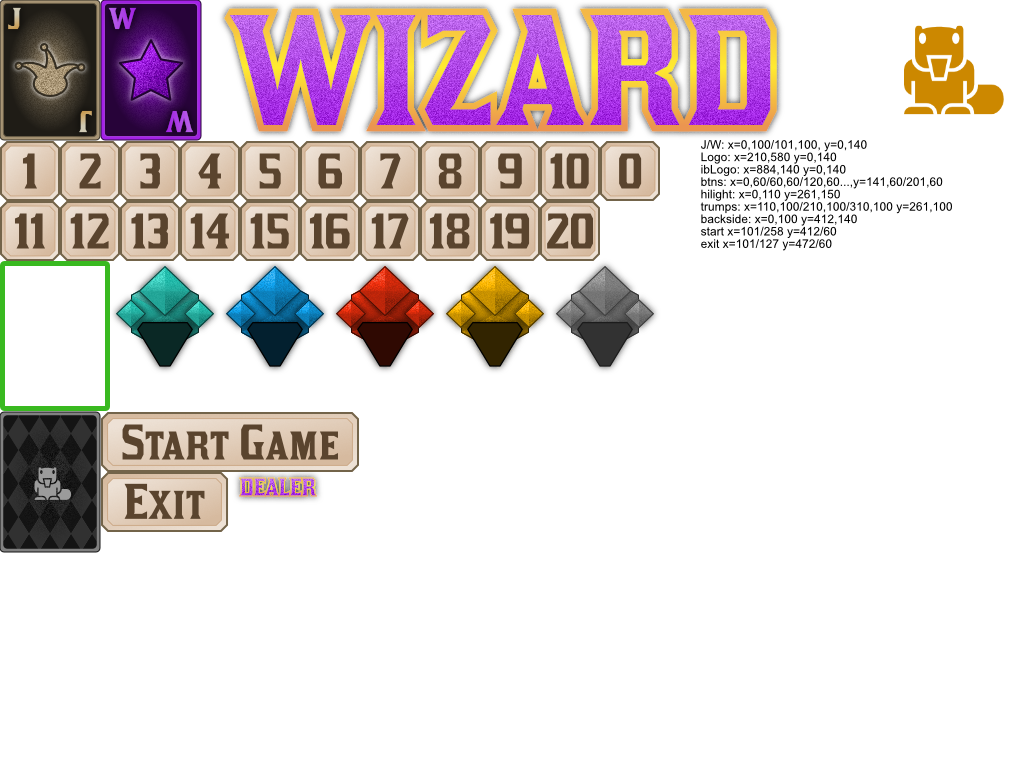 J
W
WIZARD
J
W
1 2 3 4 5 6 7 8 9 10 0
11 12 13 14 15 16 17 18 19 20
J/W: x=0,100/101,100, y=0,140
Logo: x=210,580 y=0,140
ibLogo: x=884,140 y=0,140
btns: x=0,60/60,60/120,60...,y=141,60/201,60
hilight: x=0,110 y=261,150
trumps: x=110,100/210,100/310,100 y=261,100
backside: x=0,100 y=412,140
start x=101/258 y=412/60
exit x=101/127 y=472/60
START GAME
EXIT
DEALER